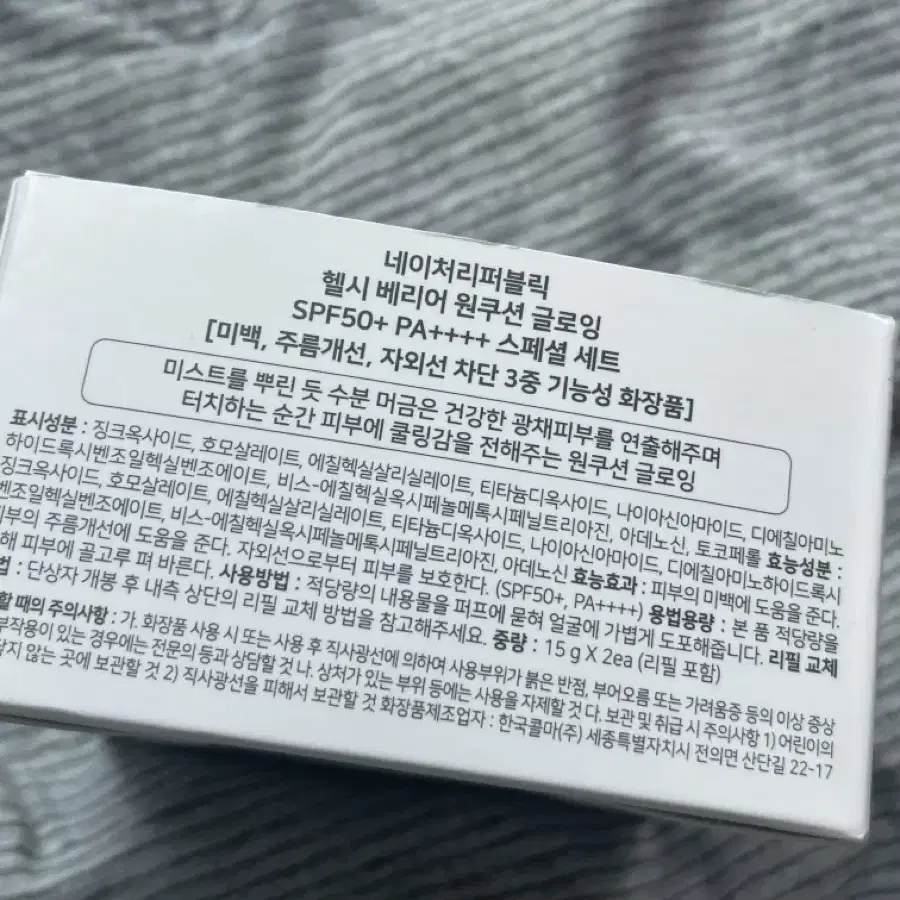 네이처리퍼블릭
헬시 베리어 원쿠션 글로잉
SPF50+ PA++++ 스페셜 세트
[미백, 주름개선, 자외선 차단 3중 기능성 화장품]
미스트를 뿌린 듯 수분 머금은 건강한 광채피부를 연출해주며
터치하는 순간 피부에 쿨링감을 전해주는 원쿠션 글로잉
표시성분 : 징크옥사이드, 호모살레이트, 에칠헥실살리실레이트, 티타늄디옥사이드, 나이아신아마이드, 디에칠아미노
하이드록시벤조일헥실벤조에이트, 비스-에칠헥실옥시페놀메톡시페닐트리아진, 아데노신, 토코페롤 효능성분 :
징크옥사이드, 호모살레이트, 에칠헥실살리실레이트, 티타늄디옥사이드, 나이아신아마이드, 디에칠아미노하이드록시
벤조일헥실벤조에이트, 비스-에칠헥실옥시페놀메톡시페닐트리아진, 아데노신 효능효과 : 피부의 미백에 도움을 준다.
피부의 주름개선에 도움을 준다. 자외선으로부터 피부를 보호한다. (SPF50+, PA++++) 용법용량 : 본 품 적당량을
해 피부에 골고루 펴 바른다. 사용방법 : 적당량의 내용물을 퍼프에 묻혀 얼굴에 가볍게 도포해줍니다. 리필 교체
법 : 단상자 개봉 후 내측 상단의 리필 교체 방법을 참고해주세요. 중량 : 15g X 2ea (리필 포함)
할 때의 주의사항 : 가. 화장품 사용 시 또는 사용 후 직사광선에 의하여 사용부위가 붉은 반점, 부어오름 또는 가려움증 등의 이상 증상
부작용이 있는 경우에는 전문의 등과 상담할 것 나. 상처가 있는 부위 등에는 사용을 자제할 것 다. 보관 및 취급 시 주의사항 1) 어린이의
닿지 않는 곳에 보관할 것 2) 직사광선을 피해서 보관할 것 화장품제조업자 : 한국콜마(주) 세종특별자치시 전의면 산단길 22-17